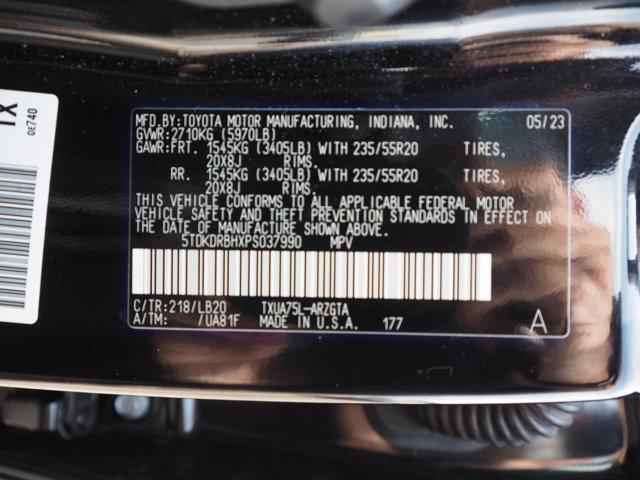 MFD.BY:TOYOTA MOTOR MANUFACTURING, INDIANA, INC. 05/23
GVWR:2710KG (5970LB)
GAWR:FRT. 1545KG (3405LB) WITH 235/55R20 TIRES,
20X8J RIMS.
RR. 1545KG (3405LB) WITH 235/55R20 TIRES,
20X8J RIMS.
THIS VEHICLE CONFORMS TO ALL APPLICABLE FEDERAL MOTOR
VEHICLE SAFETY AND THEFT PREVENTION STANDARDS IN EFFECT ON
THE DATE OF MANUFACTURE SHOWN ABOVE.
5TDKDRBHXPS037990 MPV
C/TR:218/LB20 TXUA75L-ARZGTA
A/TM: /UA81F MADE IN U.S.A. 177 A
0E740